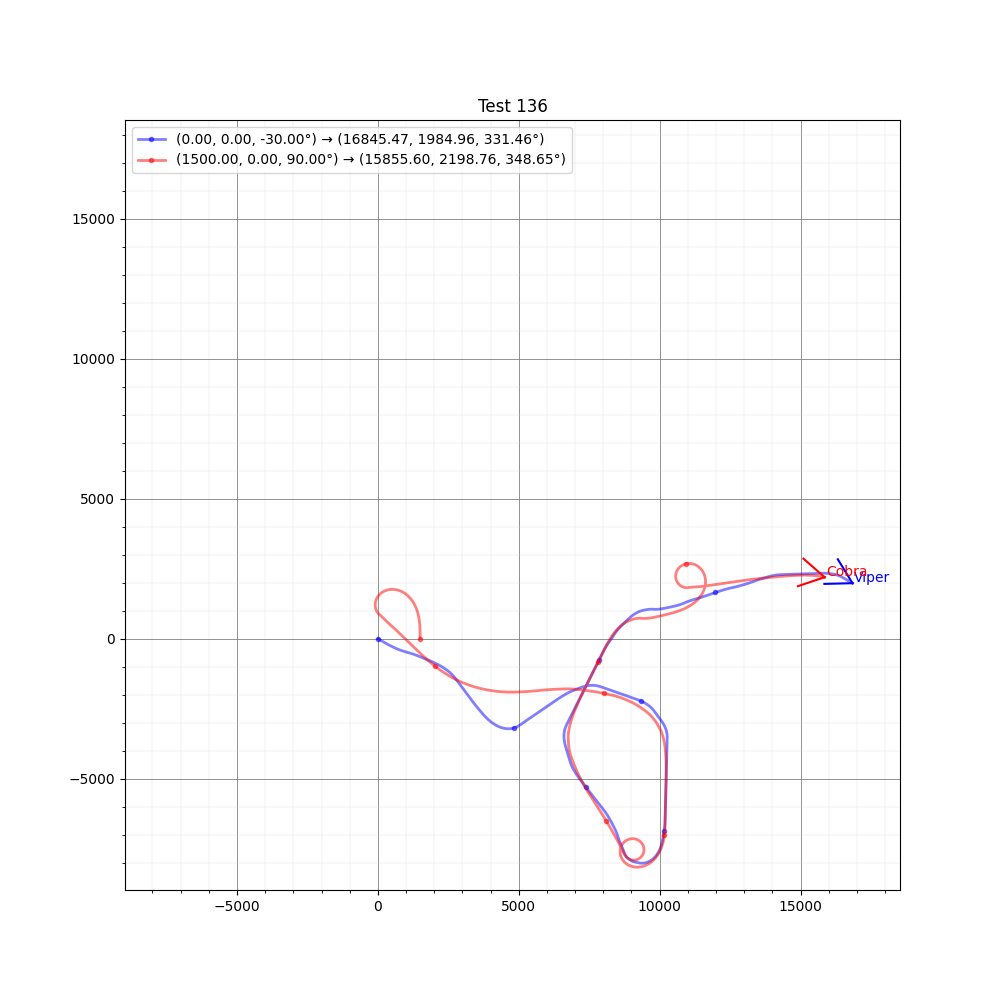 Test 136
(0.00, 0.00, -30.00°) → (16845.47, 1984.96, 331.46°)
(1500.00, 0.00, 90.00°) → (15855.60, 2198.76, 348.65°)
15000
10000
5000
Cobra
Viper
0
−5000
−5000
0
5000
10000
15000